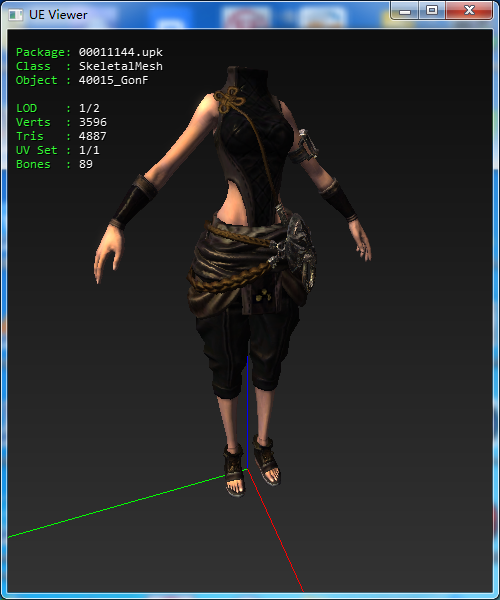 UE Viewer
Package: 00011144.upk
Class : SkeletalMesh
Object : 40015_GonF
LOD : 1/2
Verts : 3596
Tris : 4887
UV Set : 1/1
Bones : 89